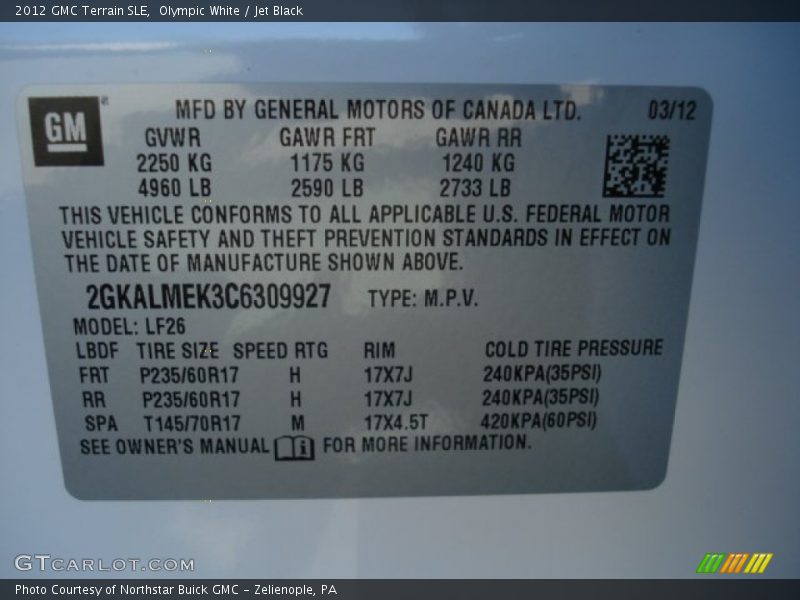 2012 GMC Terrain SLE, Olympic White / Jet Black
GM
MFD BY GENERAL MOTORS OF CANADA LTD. 03/12
GVWR GAWR FRT GAWR RR
2250 KG 1175 KG 1240 KG
4960 LB 2590 LB 2733 LB
THIS VEHICLE CONFORMS TO ALL APPLICABLE U.S. FEDERAL MOTOR
VEHICLE SAFETY AND THEFT PREVENTION STANDARDS IN EFFECT ON
THE DATE OF MANUFACTURE SHOWN ABOVE.
2GKALMEK3C6309927 TYPE: M.P.V.
MODEL: LF26
LBDF TIRE SIZE SPEED RTG RIM COLD TIRE PRESSURE
FRT P235/60R17 H 17X7J 240KPA(35PSI)
RR P235/60R17 H 17X7J 240KPA(35PSI)
SPA T145/70R17 M 17X4.5T 420KPA(60PSI)
SEE OWNER'S MANUAL i FOR MORE INFORMATION.
GTCARLOT.COM
Photo Courtesy of Northstar Buick GMC - Zelienople, PA